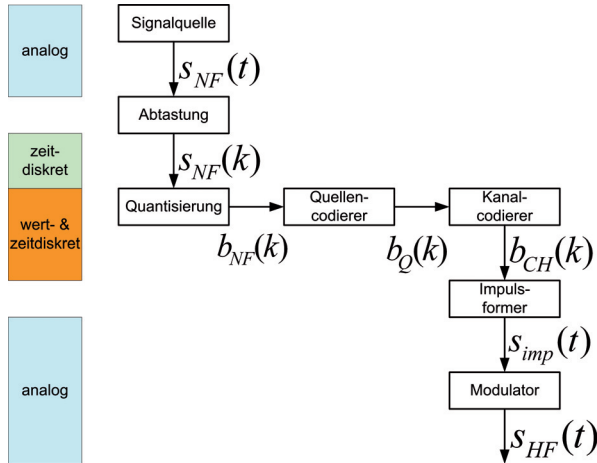 Signalquelle
analog
s_NF(t)
Abtastung
zeit-
diskret
s_NF(k)
wert- &
zeitdiskret
Quantisierung
Quellen-
codierer
Kanal-
codierer
b_NF(k)
b_Q(k)
b_CH(k)
Impuls-
former
s_imp(t)
analog
Modulator
s_HF(t)